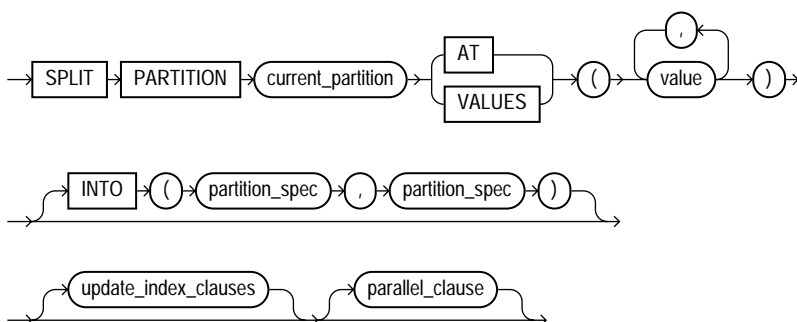 AT ,
SPLIT PARTITION current_partition ( value )
VALUES
INTO ( partition_spec , partition_spec )
update_index_clauses parallel_clause